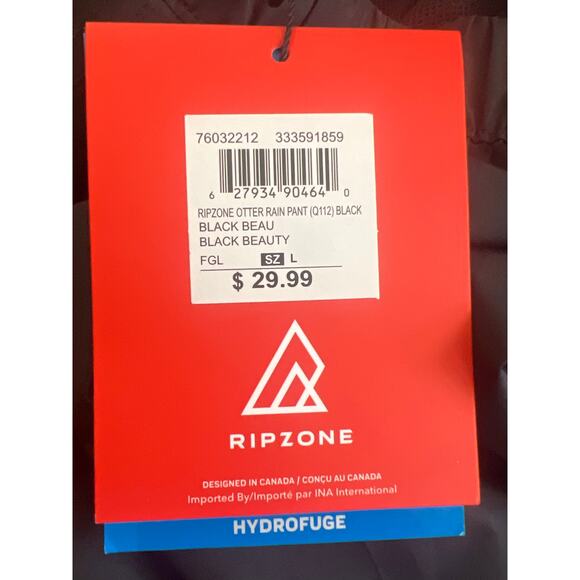 76032212 333591859
6 27934 90464 0
RIPZONE OTTER RAIN PANT (Q112) BLACK
BLACK BEAU
BLACK BEAUTY
FGL SZ L
$ 29.99
RIPZONE
DESIGNED IN CANADA / CONÇU AU CANADA
Imported By/Importé par INA International
HYDROFUGE